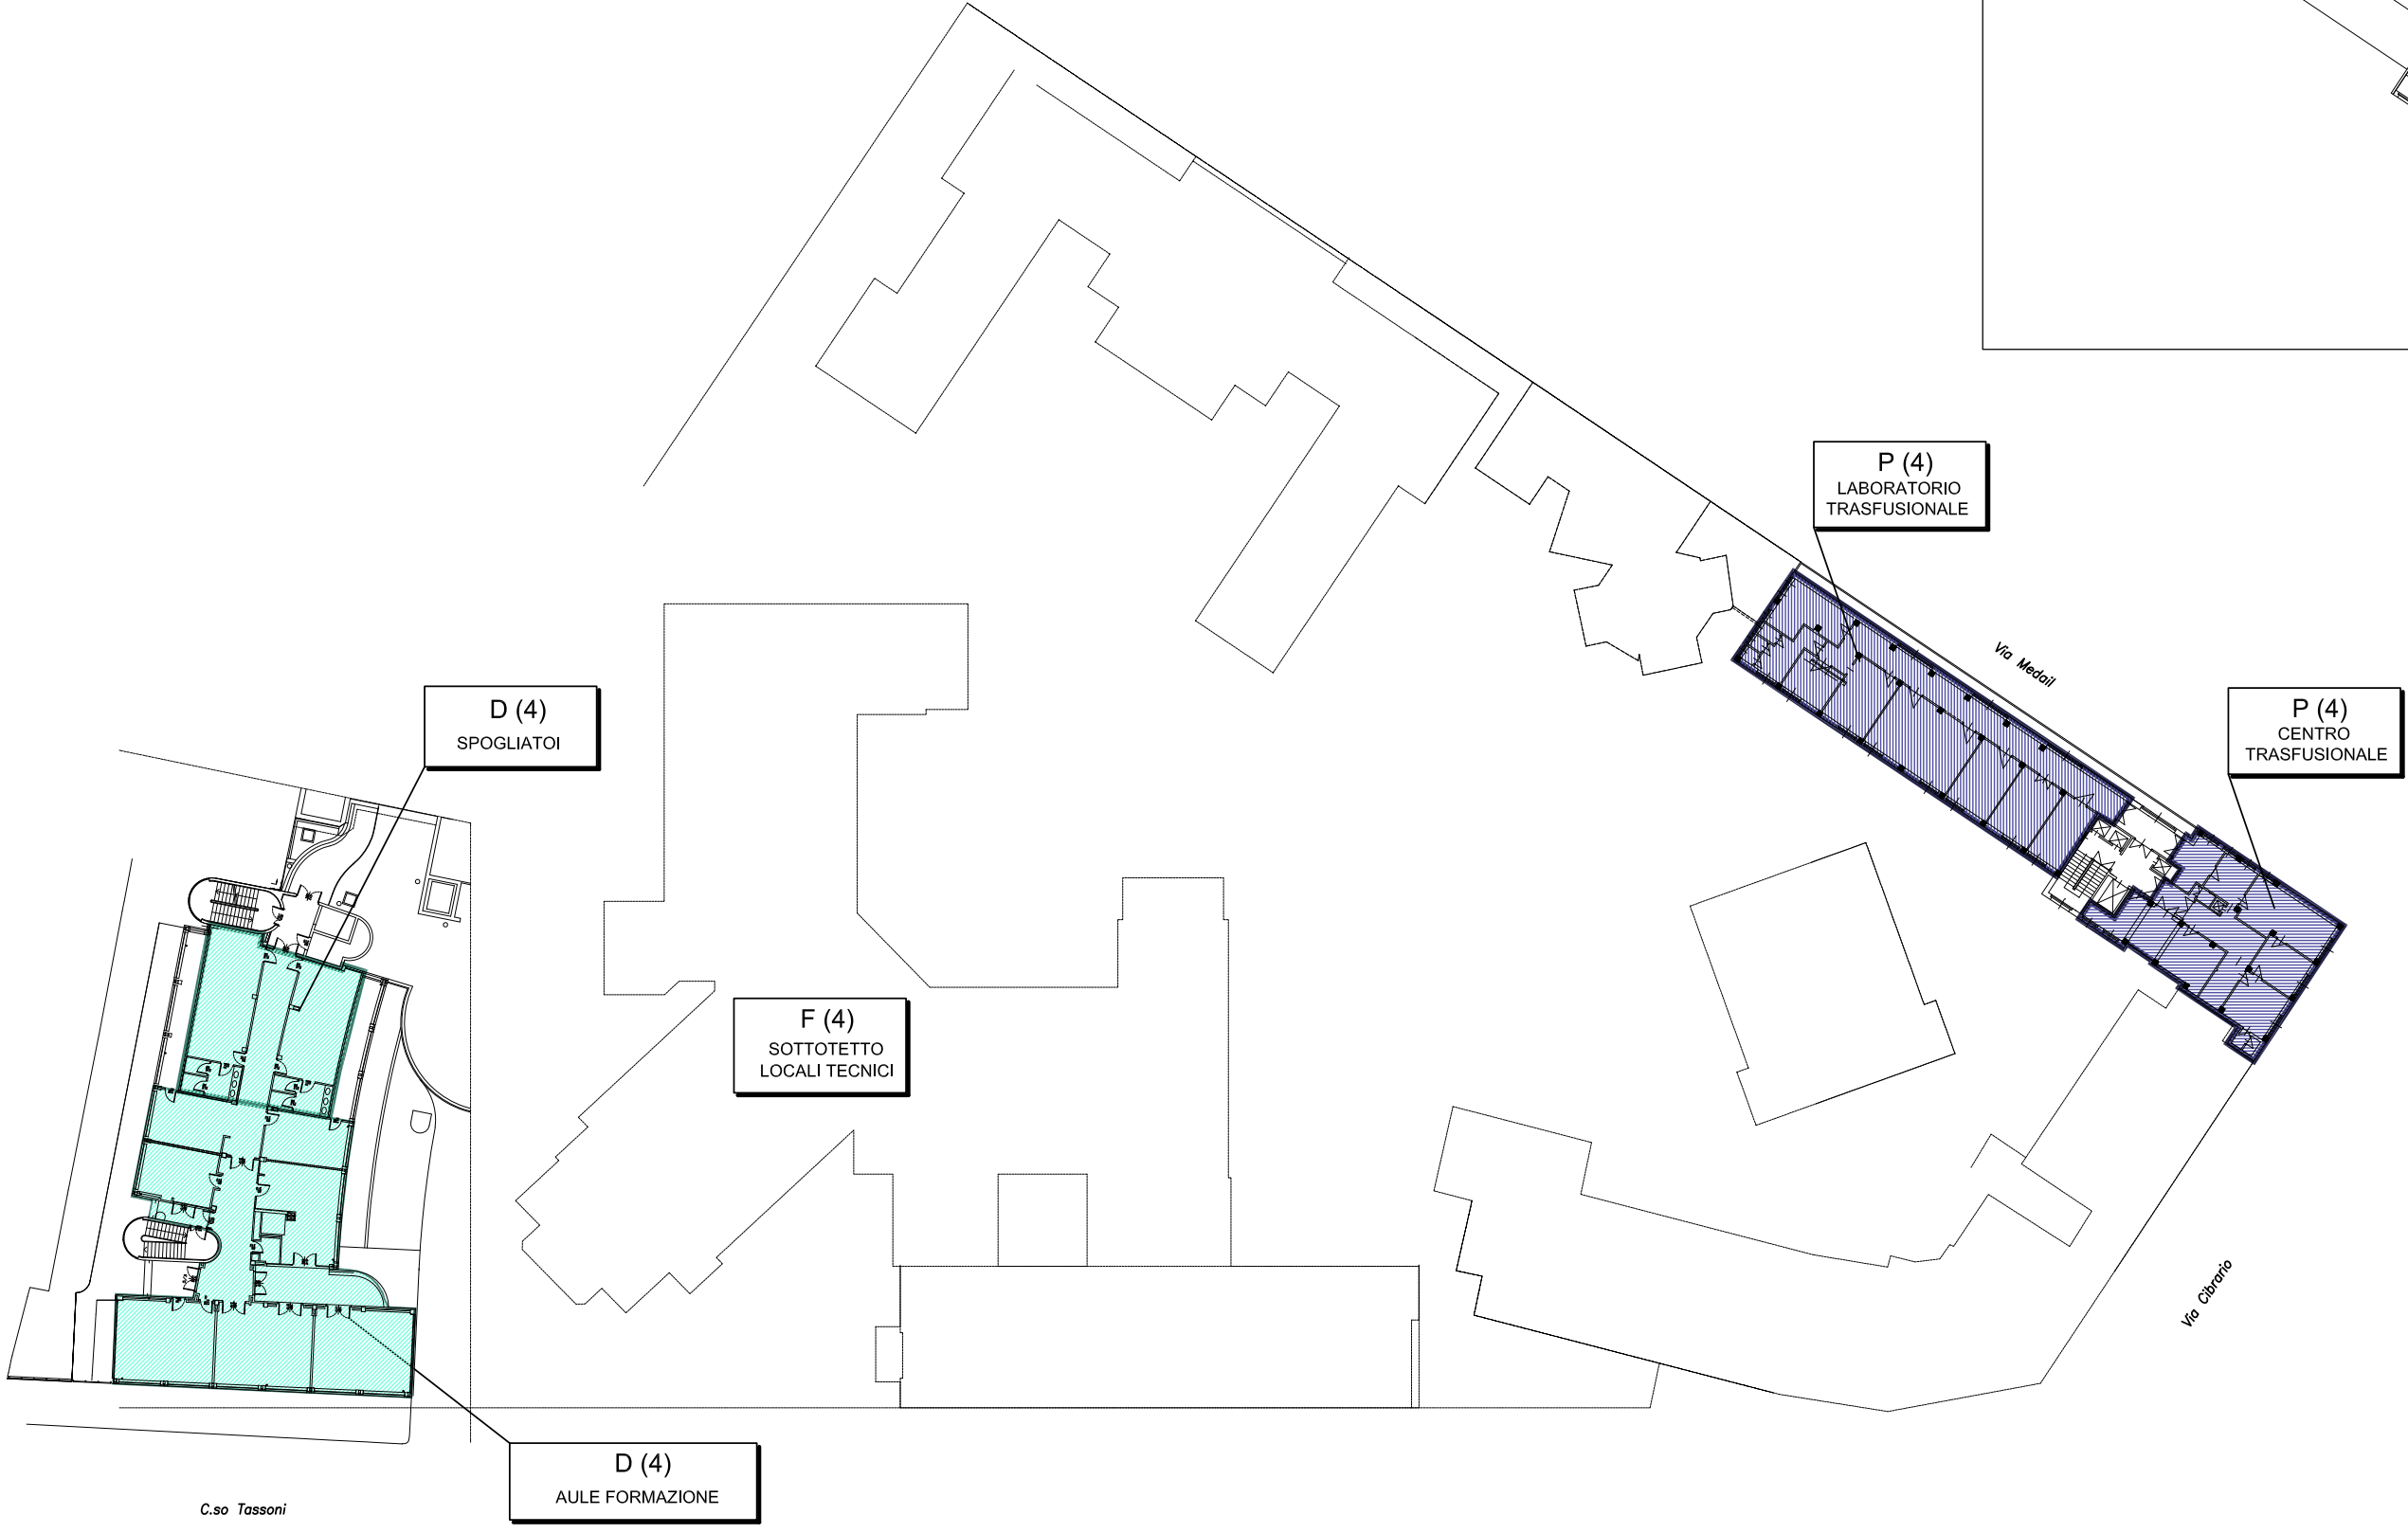 P (4)
LABORATORIO
TRASFUSIONALE
Via Medail
P (4)
CENTRO
TRASFUSIONALE
D (4)
SPOGLIATOI
F (4)
SOTTOTETTO
LOCALI TECNICI
Via Cibrario
D (4)
AULE FORMAZIONE
C.so Tassoni